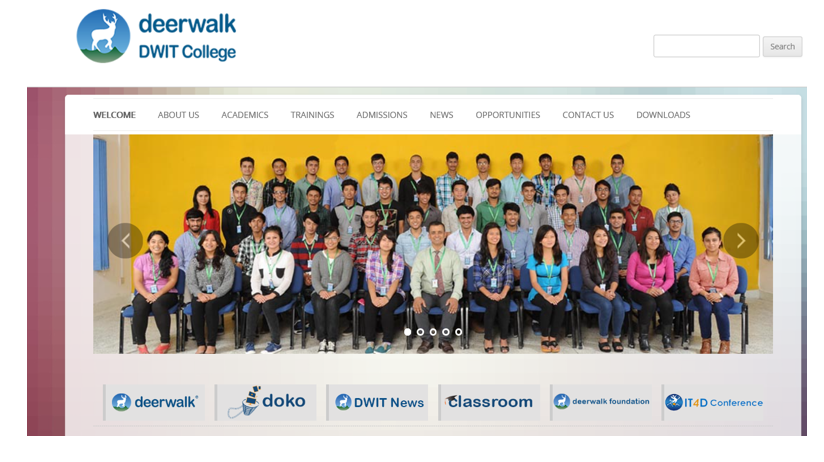 deerwalk
DWIT College
Search
WELCOME ABOUT US ACADEMICS TRAININGS ADMISSIONS NEWS OPPORTUNITIES CONTACT US DOWNLOADS
deerwalk doko DWIT News classroom deerwalk foundation IT4D Conference